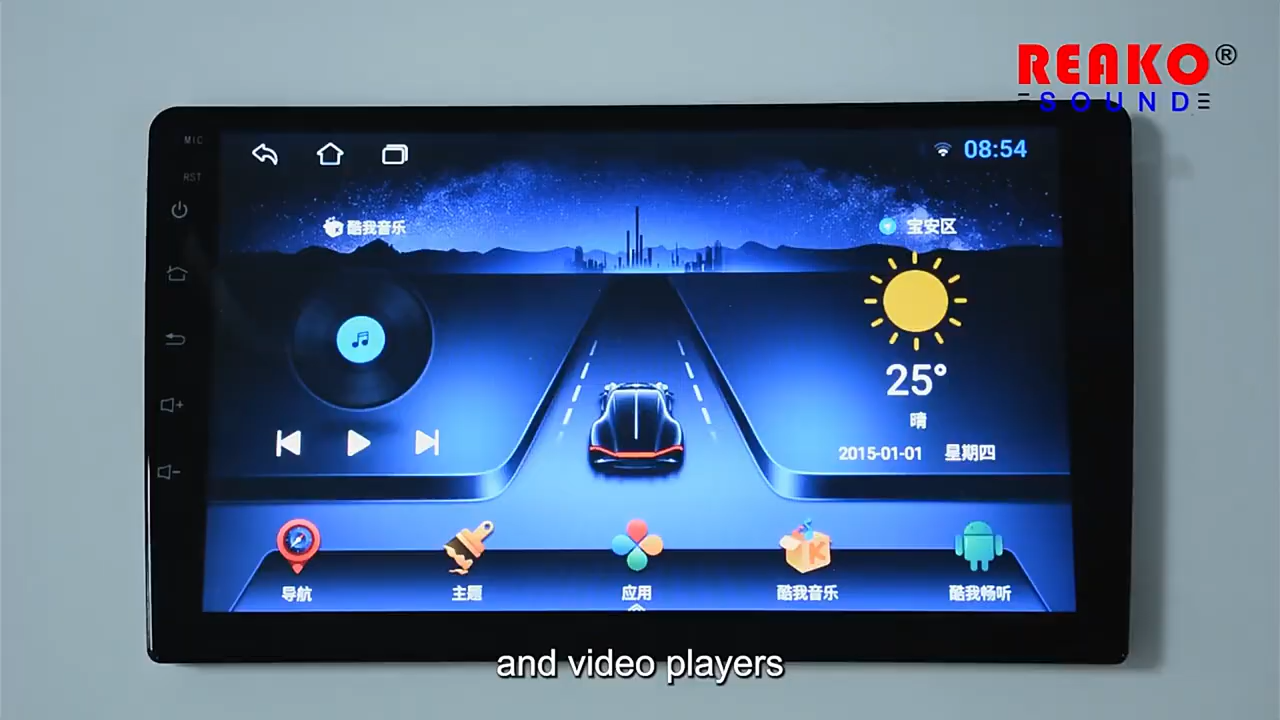 REAKO®
SOUND
MIC
RST
08:54
酷我音乐
宝安区
25°
晴
2015-01-01 星期四
导航
主题
应用
酷我音乐
K
酷我畅听
and video players